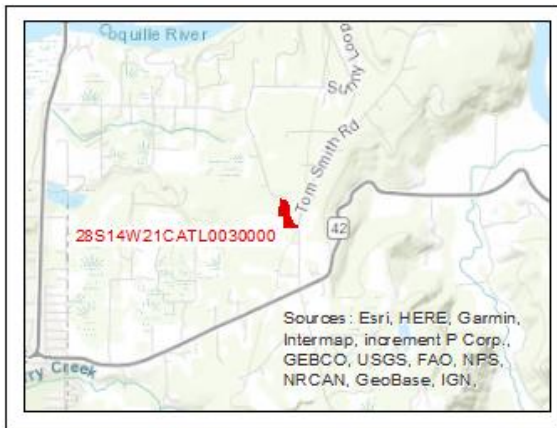 Coquille River
Sunny Loop
Tom Smith Rd
28S14W21CATL0030000
42
Sources: Esri, HERE, Garmin,
Intermap, increment P Corp.,
GEBCO, USGS, FAO, NPS,
NRCAN, GeoBase, IGN,
rry Creek